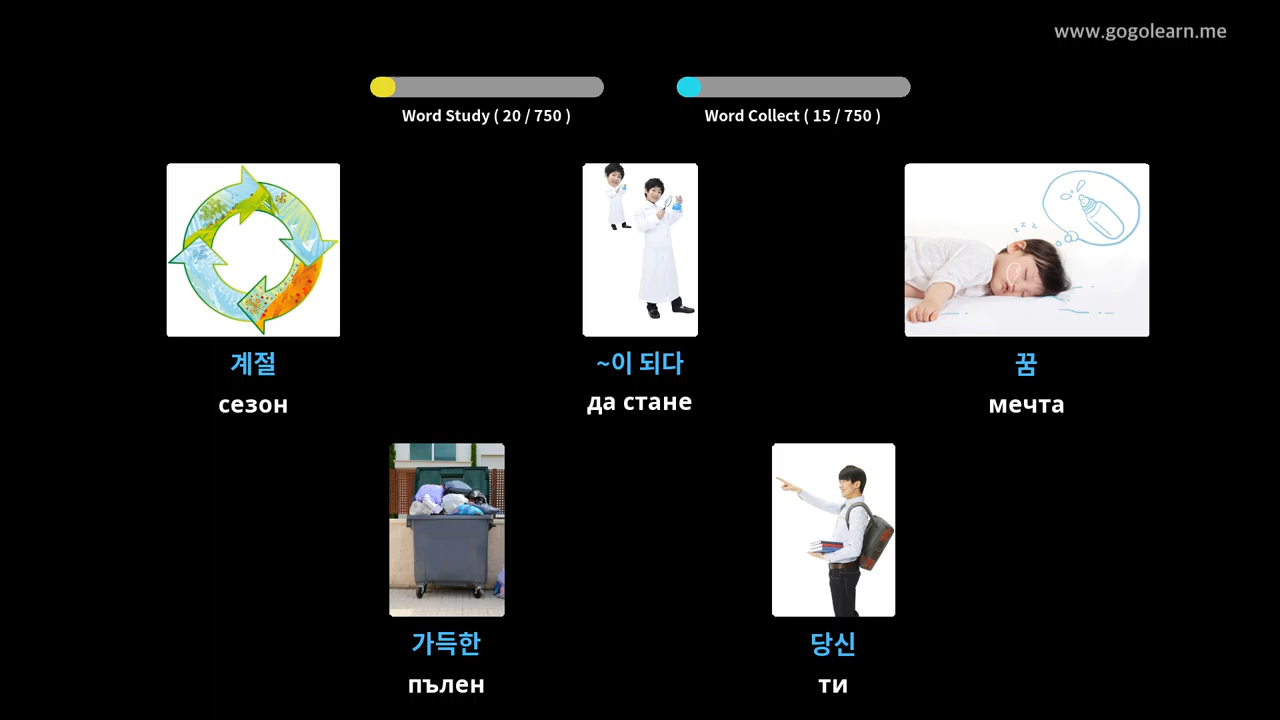 www.gogolearn.me
Word Study ( 20 / 750 )
Word Collect ( 15 / 750 )
계절
сезон
~이 되다
да стане
꿈
мечта
가득한
пълен
당신
ти